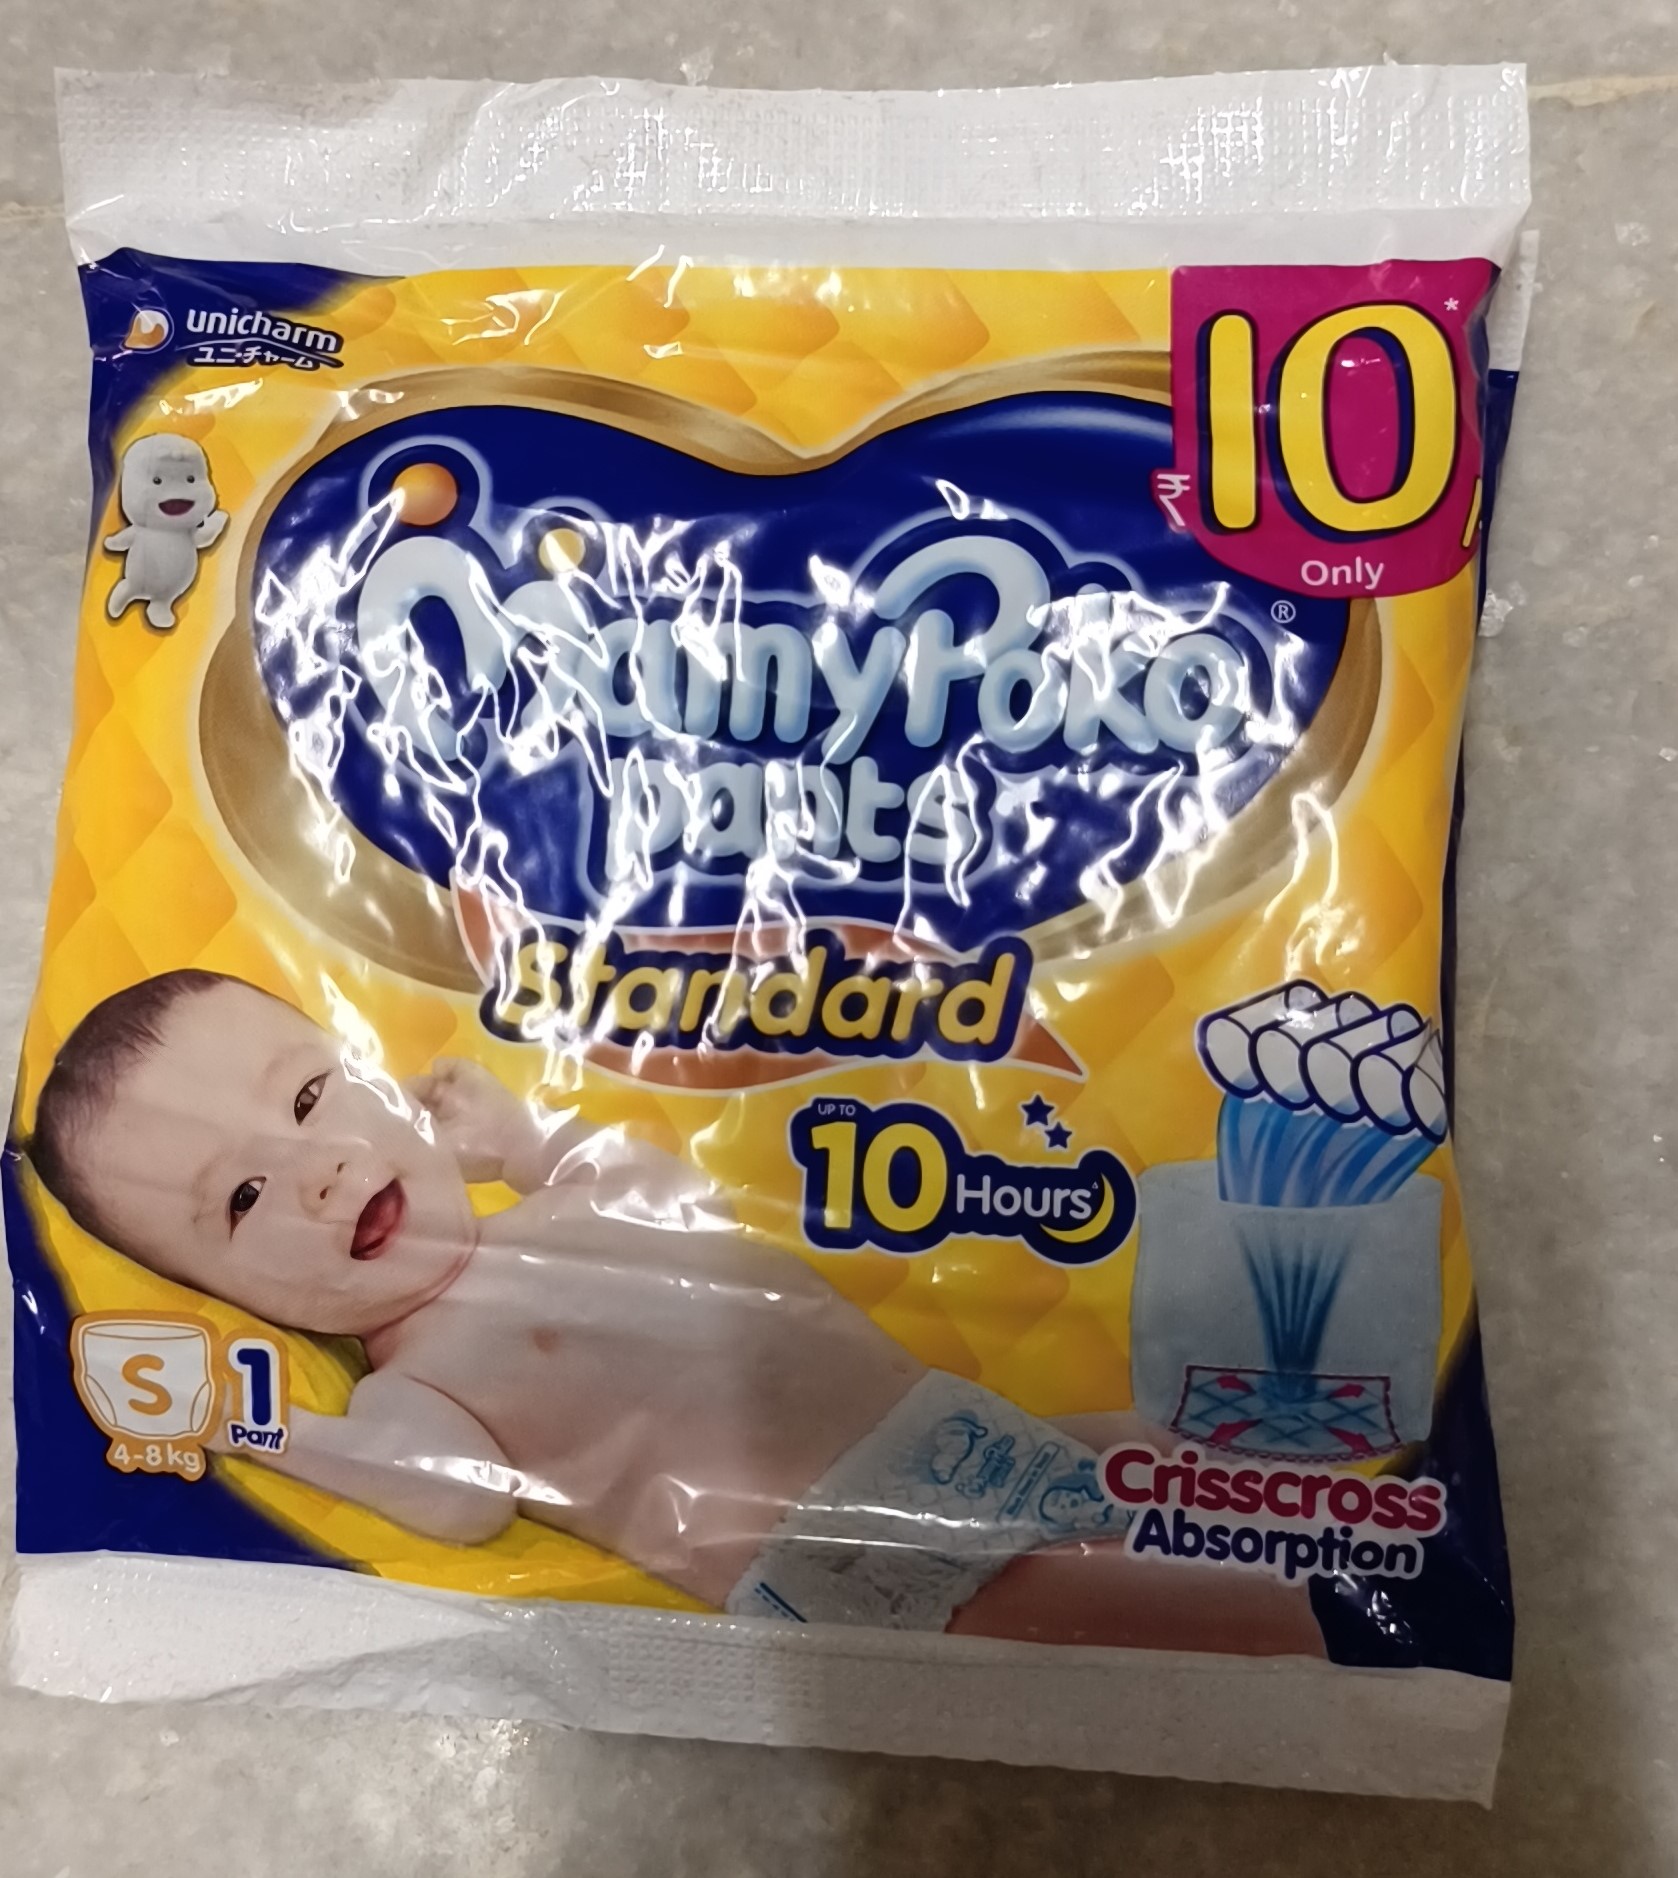 unicharm
ユニ・チャーム
10*
₹
Only
MamyPoko®
pants
Standard
UP TO
10 Hours
S
1
Pant
4-8 kg
Crisscross
Absorption